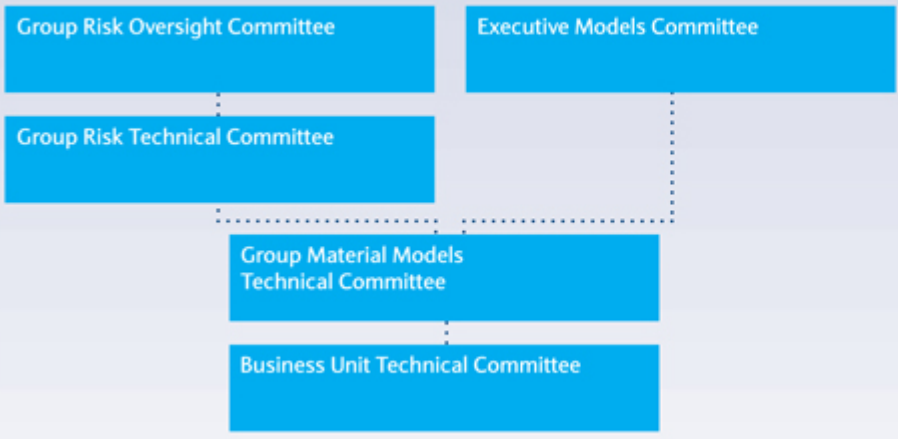 Group Risk Oversight Committee
Executive Models Committee
Group Risk Technical Committee
Group Material Models
Technical Committee
Business Unit Technical Committee